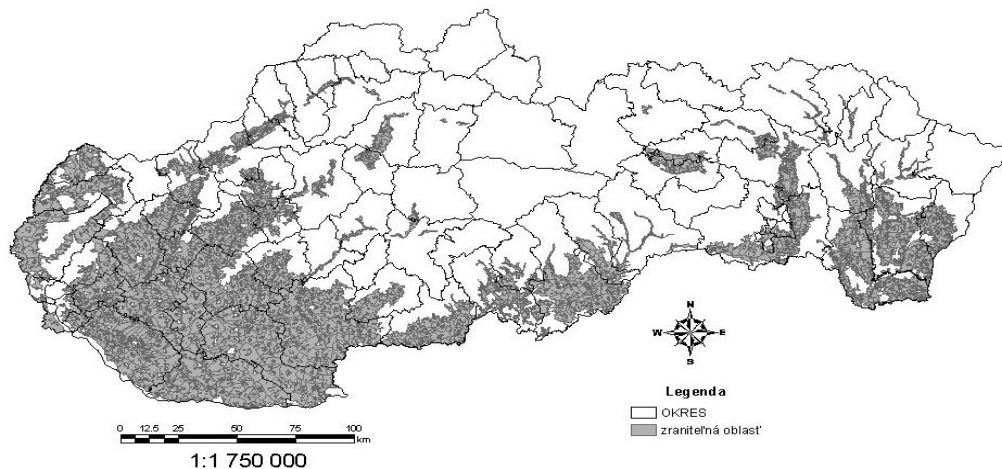 N
W E
S
Legenda
OKRES
zraniteľná oblasť
0 12.5 25 50 75 100
km
1:1 750 000